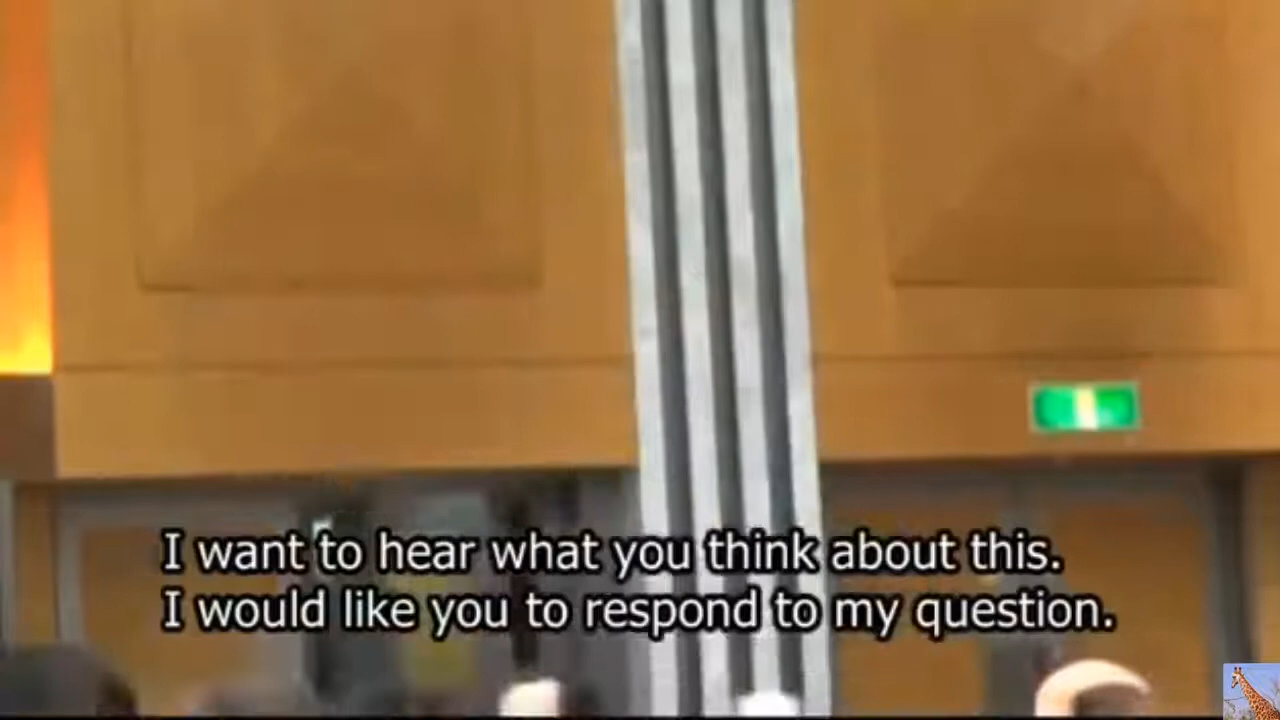 I want to hear what you think about this.
I would like you to respond to my question.